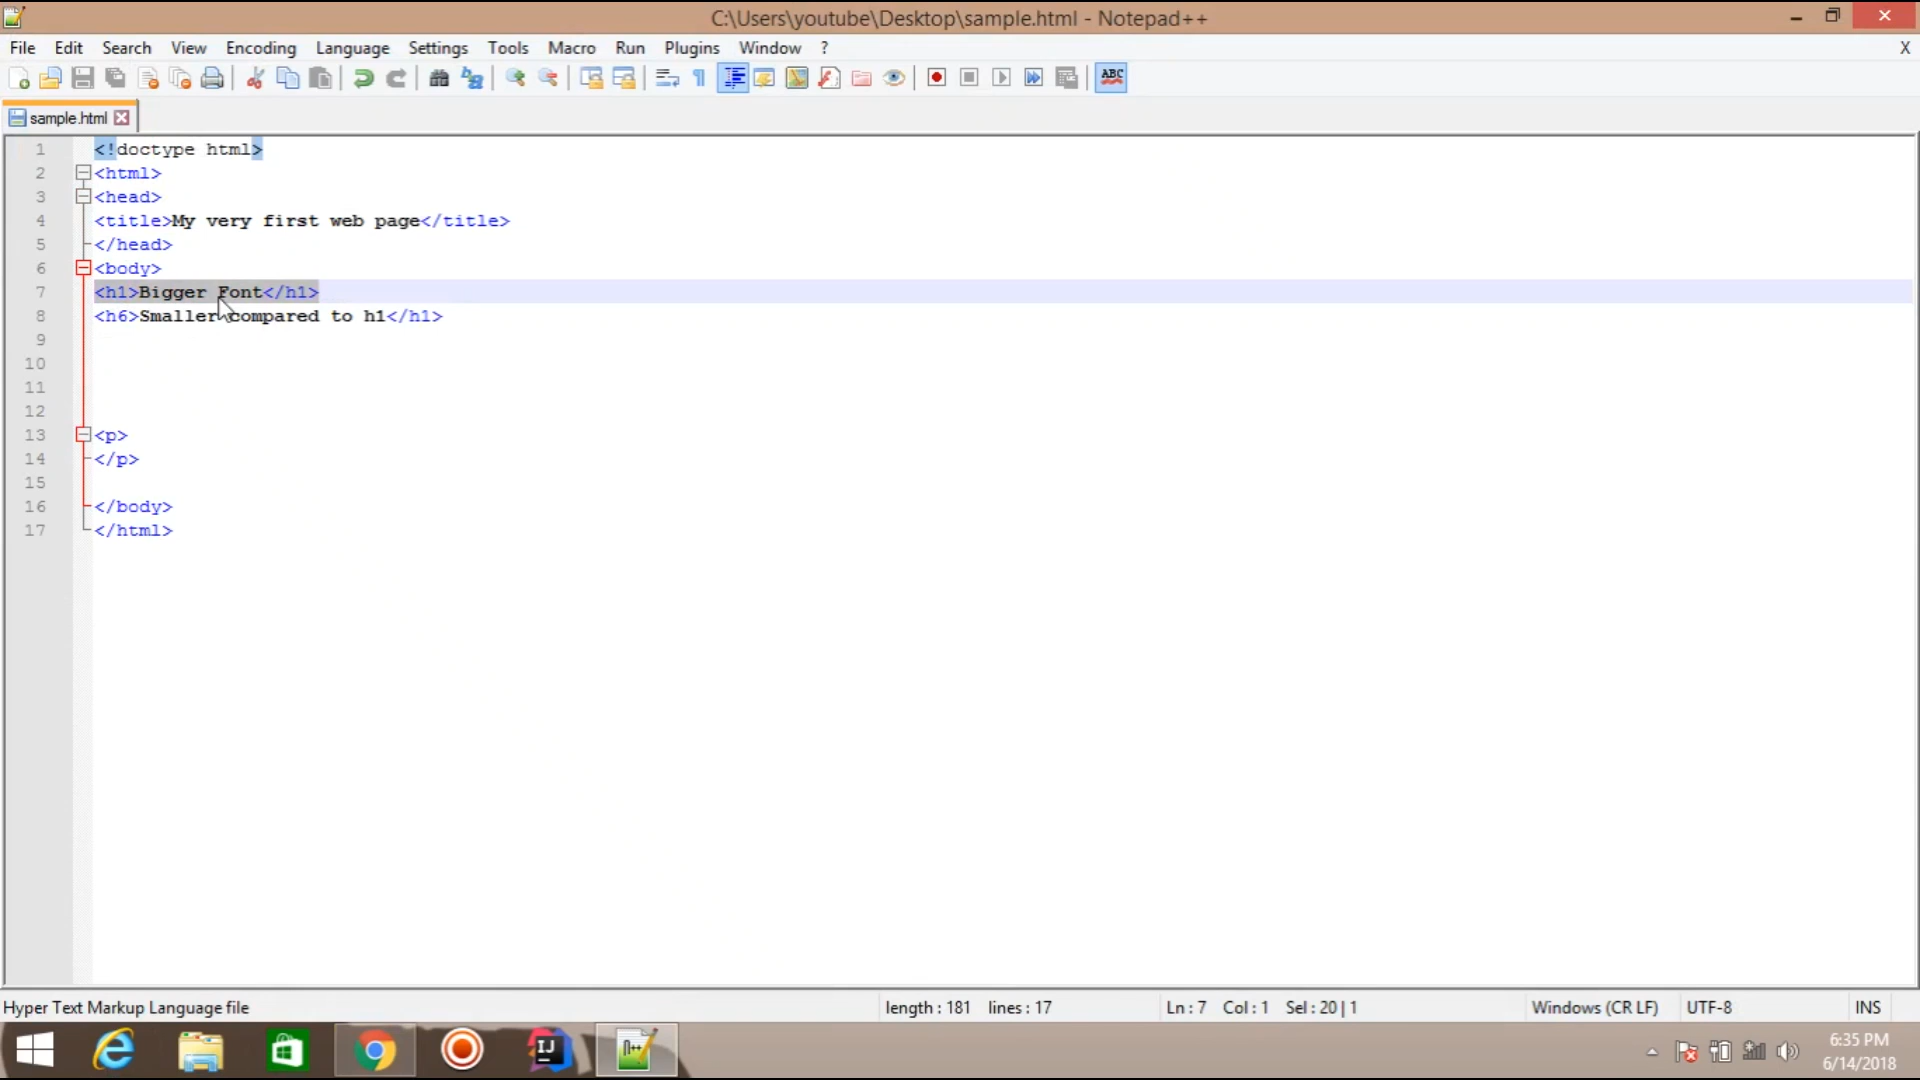 C:\Users\youtube\Desktop\sample.html - Notepad++
File Edit Search View Encoding Language Settings Tools Macro Run Plugins Window ? X
ABC
sample.html
1 <!doctype html>
2 <html>
3 <head>
4 <title>My very first web page</title>
5 </head>
6 <body>
7 <h1>Bigger Font</h1>
8 <h6>Smaller compared to h1</h1>
9
10
11
12
13 <p>
14 </p>
15
16 </body>
17 </html>
Hyper Text Markup Language file length : 181 lines : 17 Ln : 7 Col : 1 Sel : 20 | 1 Windows (CR LF) UTF-8 INS
IJ
6:35 PM
6/14/2018